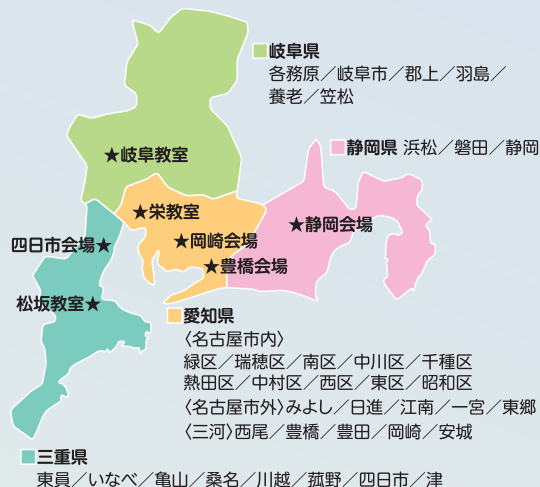 岐阜県
各務原／岐阜市／郡上／羽島／
養老／笠松
静岡県 浜松／磐田／静岡
★岐阜教室
★栄教室
★岡崎会場
★豊橋会場
★静岡会場
四日市会場★
松坂教室★
愛知県
〈名古屋市内〉
緑区／瑞穂区／南区／中川区／千種区
熱田区／中村区／西区／東区／昭和区
〈名古屋市外〉みよし／日進／江南／一宮／東郷
〈三河〉西尾／豊橋／豊田／岡崎／安城
三重県
東員／いなべ／亀山／桑名／川越／菰野／四日市／津